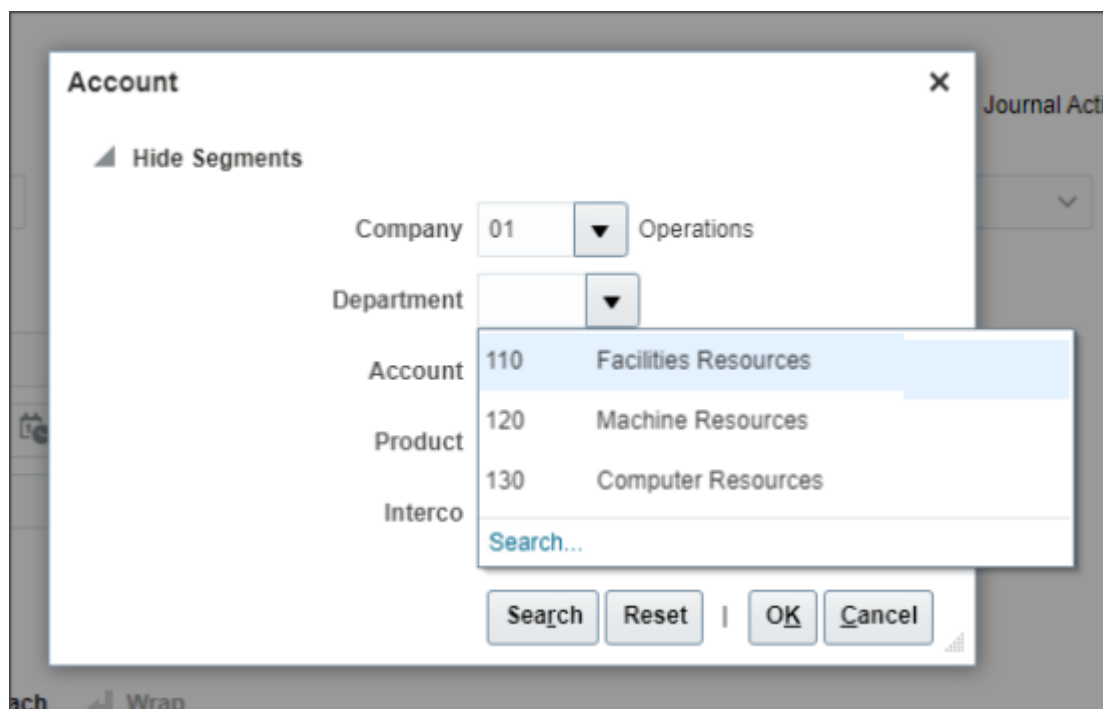 Account
Journal Acti
Hide Segments
Company 01 Operations
Department
Account
110 Facilities Resources
120 Machine Resources
Product
130 Computer Resources
Interco
Search...
Search Reset | OK Cancel
ach Wrap